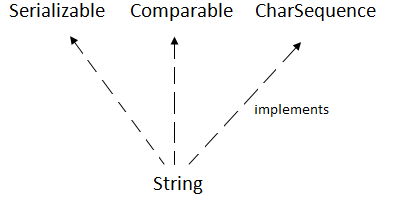 Serializable Comparable CharSequence
implements
String